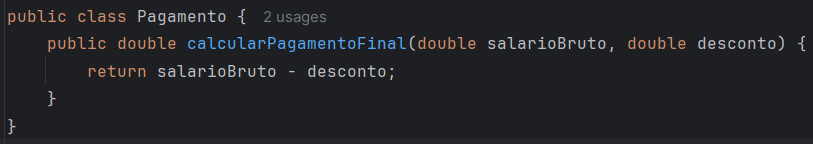 public class Pagamento {  2 usages
    public double calcularPagamentoFinal(double salarioBruto, double desconto) {
        return salarioBruto - desconto;
    }
}